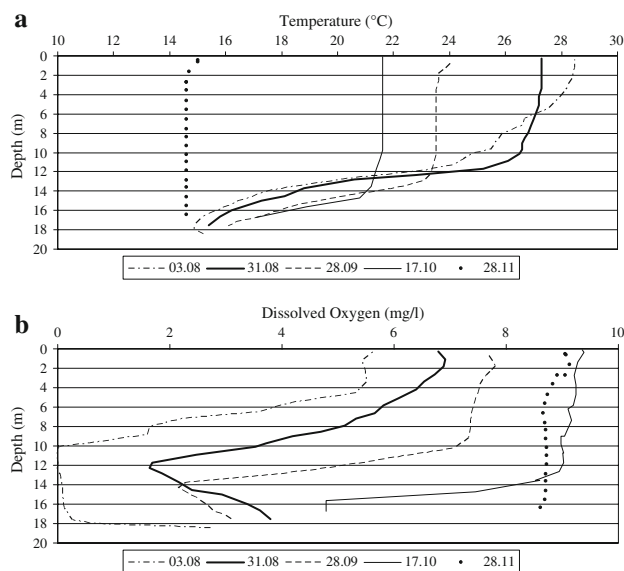 a
Temperature (°C)
10 12 14 16 18 20 22 24 26 28 30
Depth (m)
0
2
4
6
8
10
12
14
16
18
20
03.08 31.08 28.09 17.10 28.11
b
Dissolved Oxygen (mg/l)
0 2 4 6 8 10
Depth (m)
0
2
4
6
8
10
12
14
16
18
20
03.08 31.08 28.09 17.10 28.11